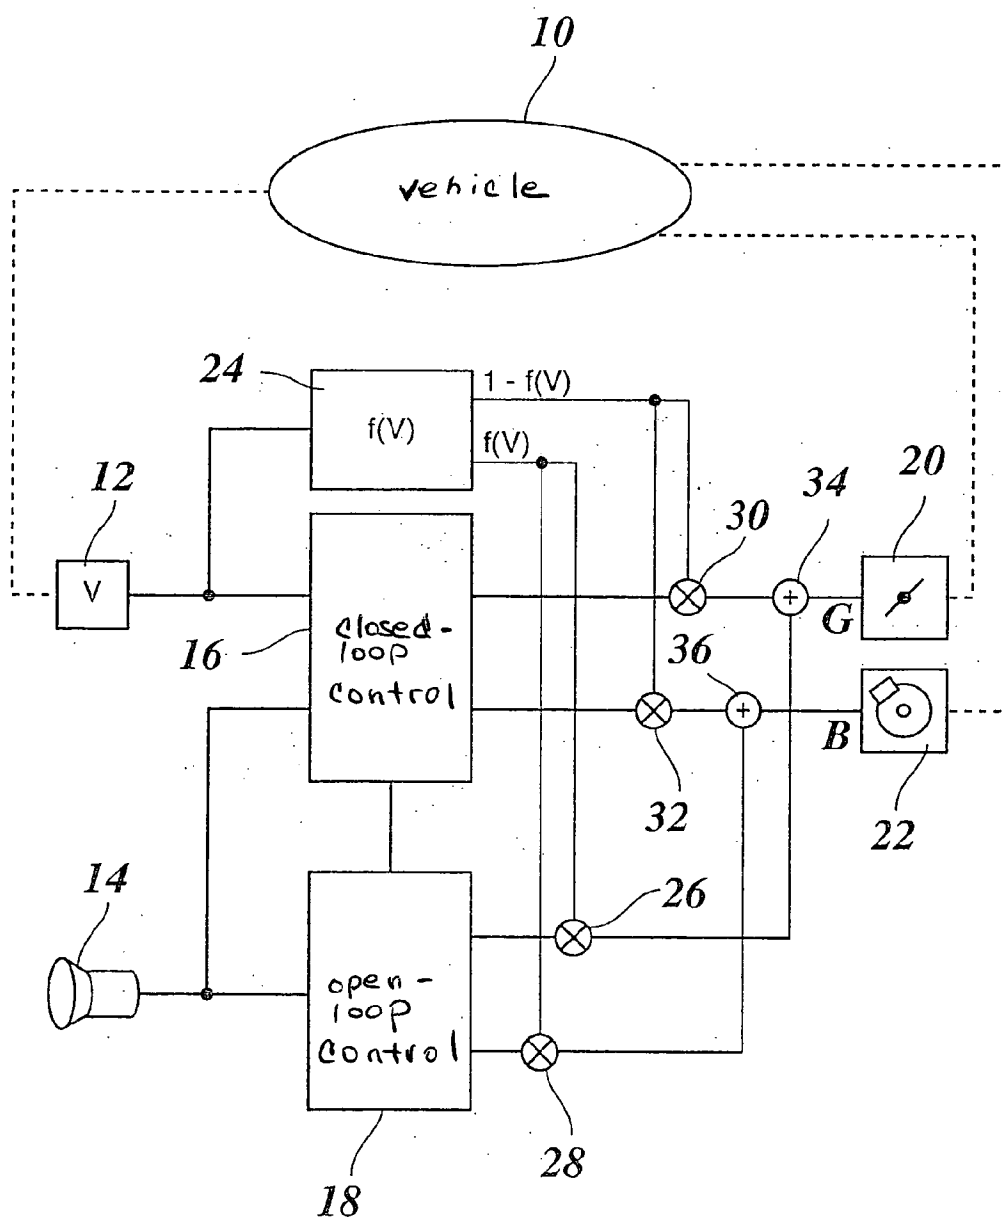 10
vehicle
24
1 - f(V)
f(V)
f(V)
12
V
20
34
30
+
G
16
closed-
loop
control
36
+
B
32
22
14
26
open-
loop
control
28
18